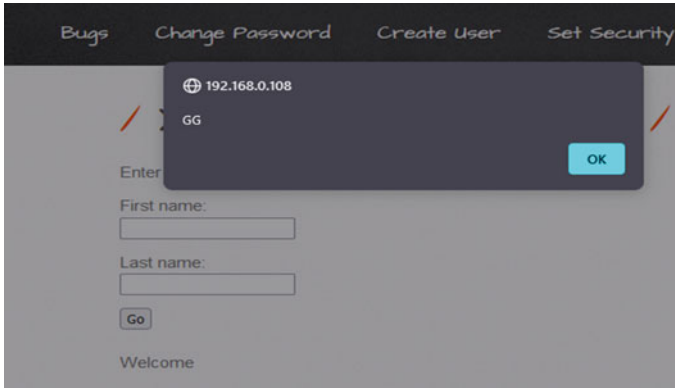 Bugs Change Password Create User Set Security
192.168.0.108
GG
OK
Enter
First name:
Last name:
Go
Welcome